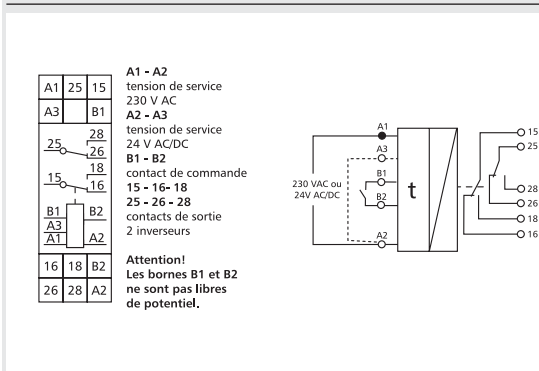 A1 25 15
A3 B1
28
25 26
18
15 16
B1 B2
A3
A1 A2
16 18 B2
26 28 A2
A1 - A2
tension de service
230 V AC
A2 - A3
tension de service
24 V AC/DC
B1 - B2
contact de commande
15 - 16- 18
25 - 26 - 28
contacts de sortie
2 inverseurs
Attention!
Les bornes B1 et B2
ne sont pas libres
de potentiel.
A1
A3
B1
B2
A2
230 VAC ou
24V AC/DC
t
15
25
28
26
18
16